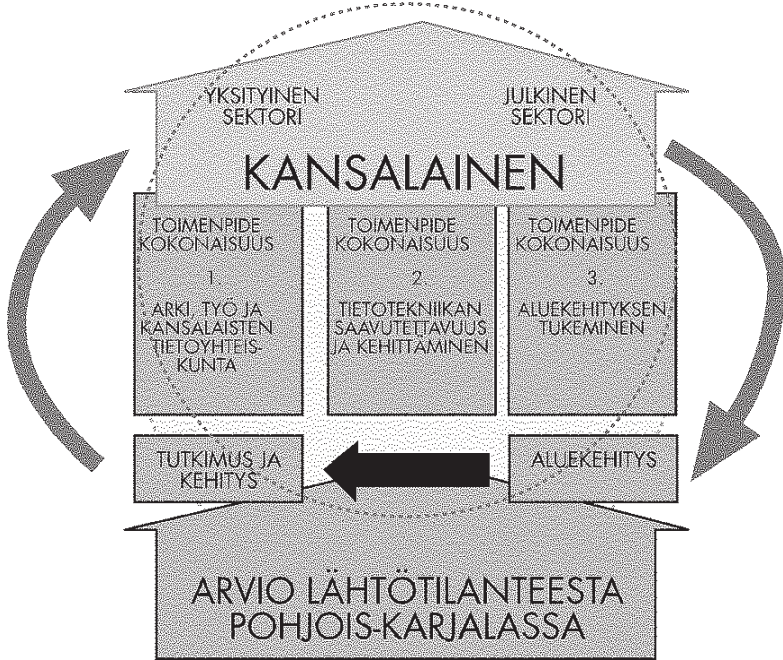 YKSITYINEN
SEKTORI
JULKINEN
SEKTORI
KANSALAINEN
TOIMENPIDE
KOKONAISUUS
1.
ARKI, TYÖ JA
KANSALAISTEN
TIETOYHTEIS-
KUNTA
TOIMENPIDE
KOKONAISUUS
2.
TIETOTEKNIIKAN
SAAVUTETTAVUUS
JA KEHITTÄMINEN
TOIMENPIDE
KOKONAISUUS
3.
ALUEKEHITYKSEN
TUKEMINEN
TUTKIMUS JA
KEHITYS
ALUEKEHITYS
ARVIO LÄHTÖTILANTEESTA
POHJOIS-KARJALASSA